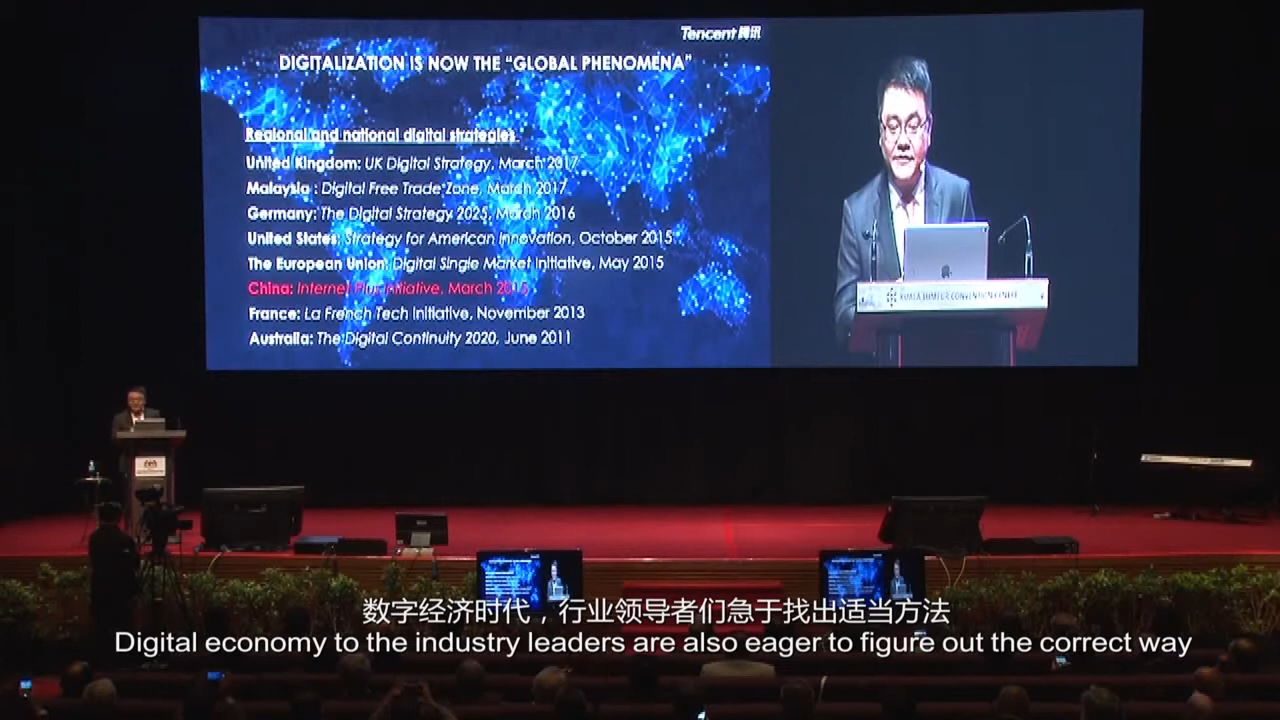 Tencent 腾讯
DIGITALIZATION IS NOW THE “GLOBAL PHENOMENA”
Regional and national digital strategies
United Kingdom: UK Digital Strategy, March 2017
Malaysia : Digital Free Trade Zone, March 2017
Germany: The Digital Strategy 2025, March 2016
United States: Strategy for American Innovation, October 2015
The European Union: Digital Single Market Initiative, May 2015
China: Internet Plus Initiative, March 2015
France: La French Tech Initiative, November 2013
Australia: The Digital Continuity 2020, June 2011
KUALA LUMPUR CONVENTION CENTRE
数字经济时代，行业领导者们急于找出适当方法
Digital economy to the industry leaders are also eager to figure out the correct way